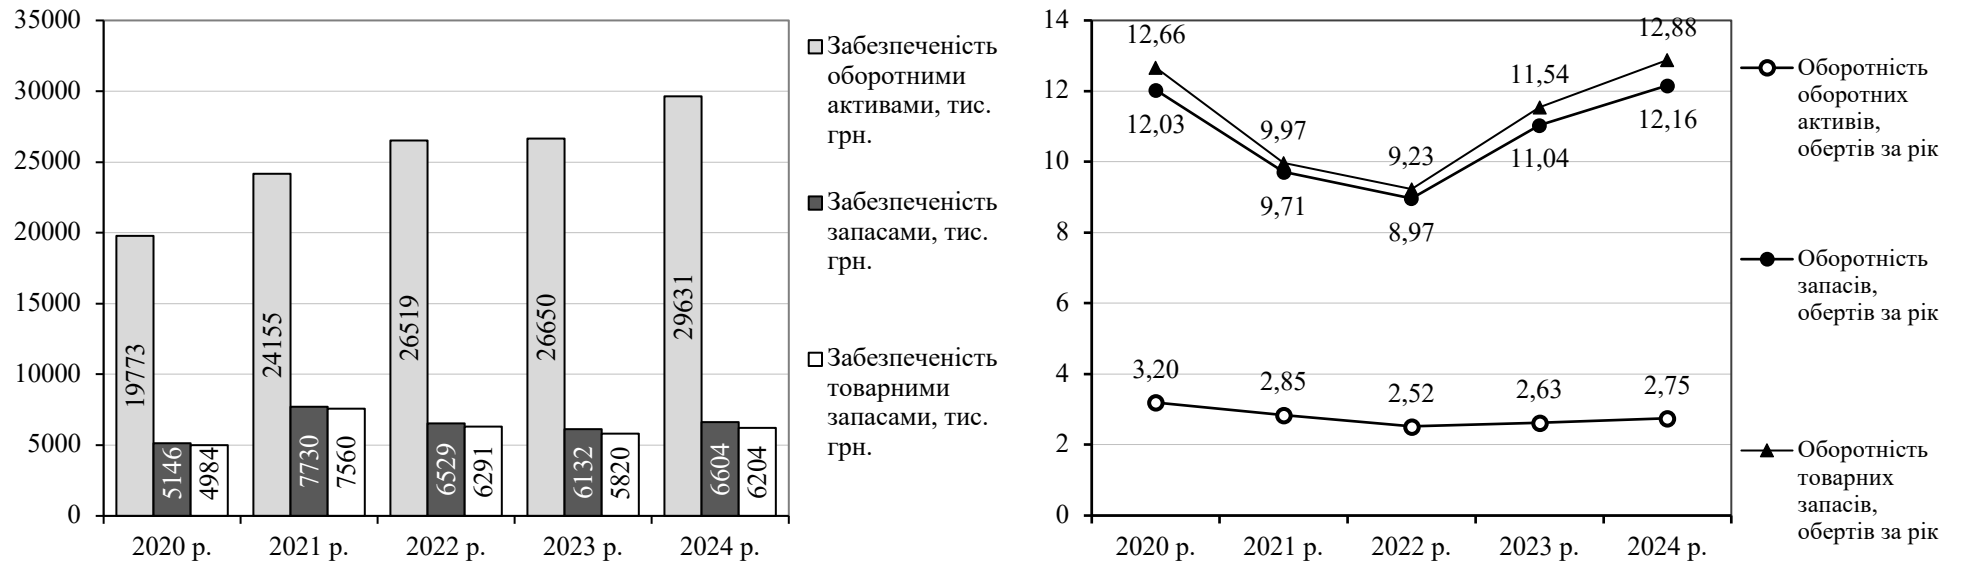 35000
30000
25000
20000
15000
10000
5000
0
19773
5146
4984
24155
7730
7560
26519
6529
6291
26650
6132
5820
29631
6604
6204
2020 р.
2021 р.
2022 р.
2023 р.
2024 р.
Забезпеченість
оборотними
активами, тис.
грн.
Забезпеченість
запасами, тис.
грн.
Забезпеченість
товарними
запасами, тис.
грн.
14
12
10
8
6
4
2
0
12,66
9,97
9,23
11,54
12,88
12,03
9,71
8,97
11,04
12,16
3,20
2,85
2,52
2,63
2,75
2020 р.
2021 р.
2022 р.
2023 р.
2024 р.
Оборотність
оборотних
активів,
обертів за рік
Оборотність
запасів,
обертів за рік
Оборотність
товарних
запасів,
обертів за рік